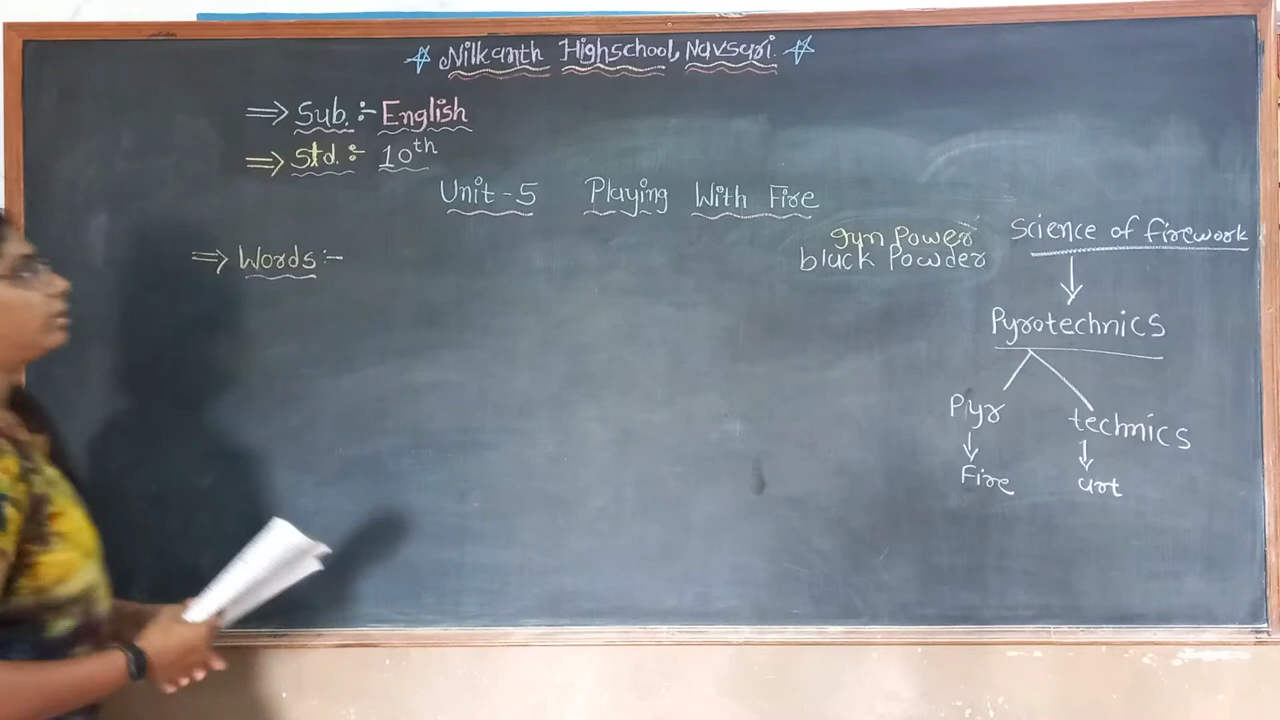 Nilkanth Highschool, Navsari.
⇒ Sub. :- English
⇒ Std. :- 10th
Unit-5 Playing With Fire
⇒ Words :-
gun Power
black Powder
Science of firework
Pyrotechnics
Pyr technics
Fire art